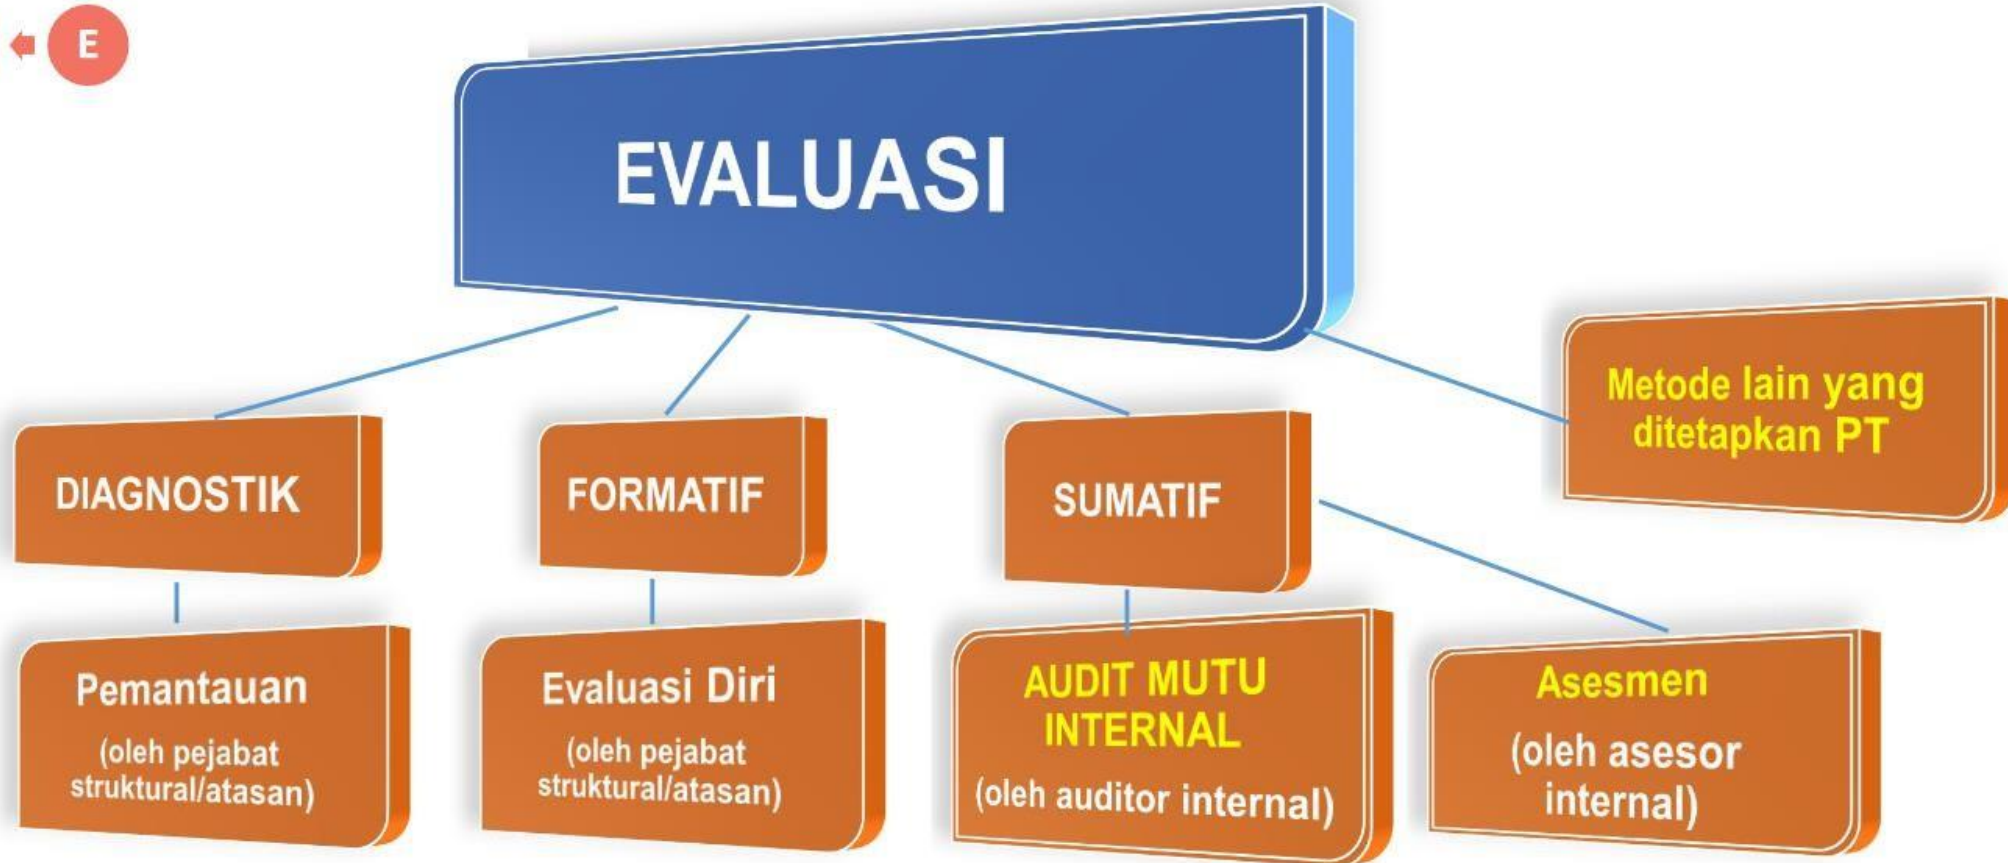 E
EVALUASI
Metode lain yang
ditetapkan PT
DIAGNOSTIK
FORMATIF
SUMATIF
Pemantauan
(oleh pejabat
struktural/atasan)
Evaluasi Diri
(oleh pejabat
struktural/atasan)
AUDIT MUTU
INTERNAL
(oleh auditor internal)
Asesmen
(oleh asesor
internal)